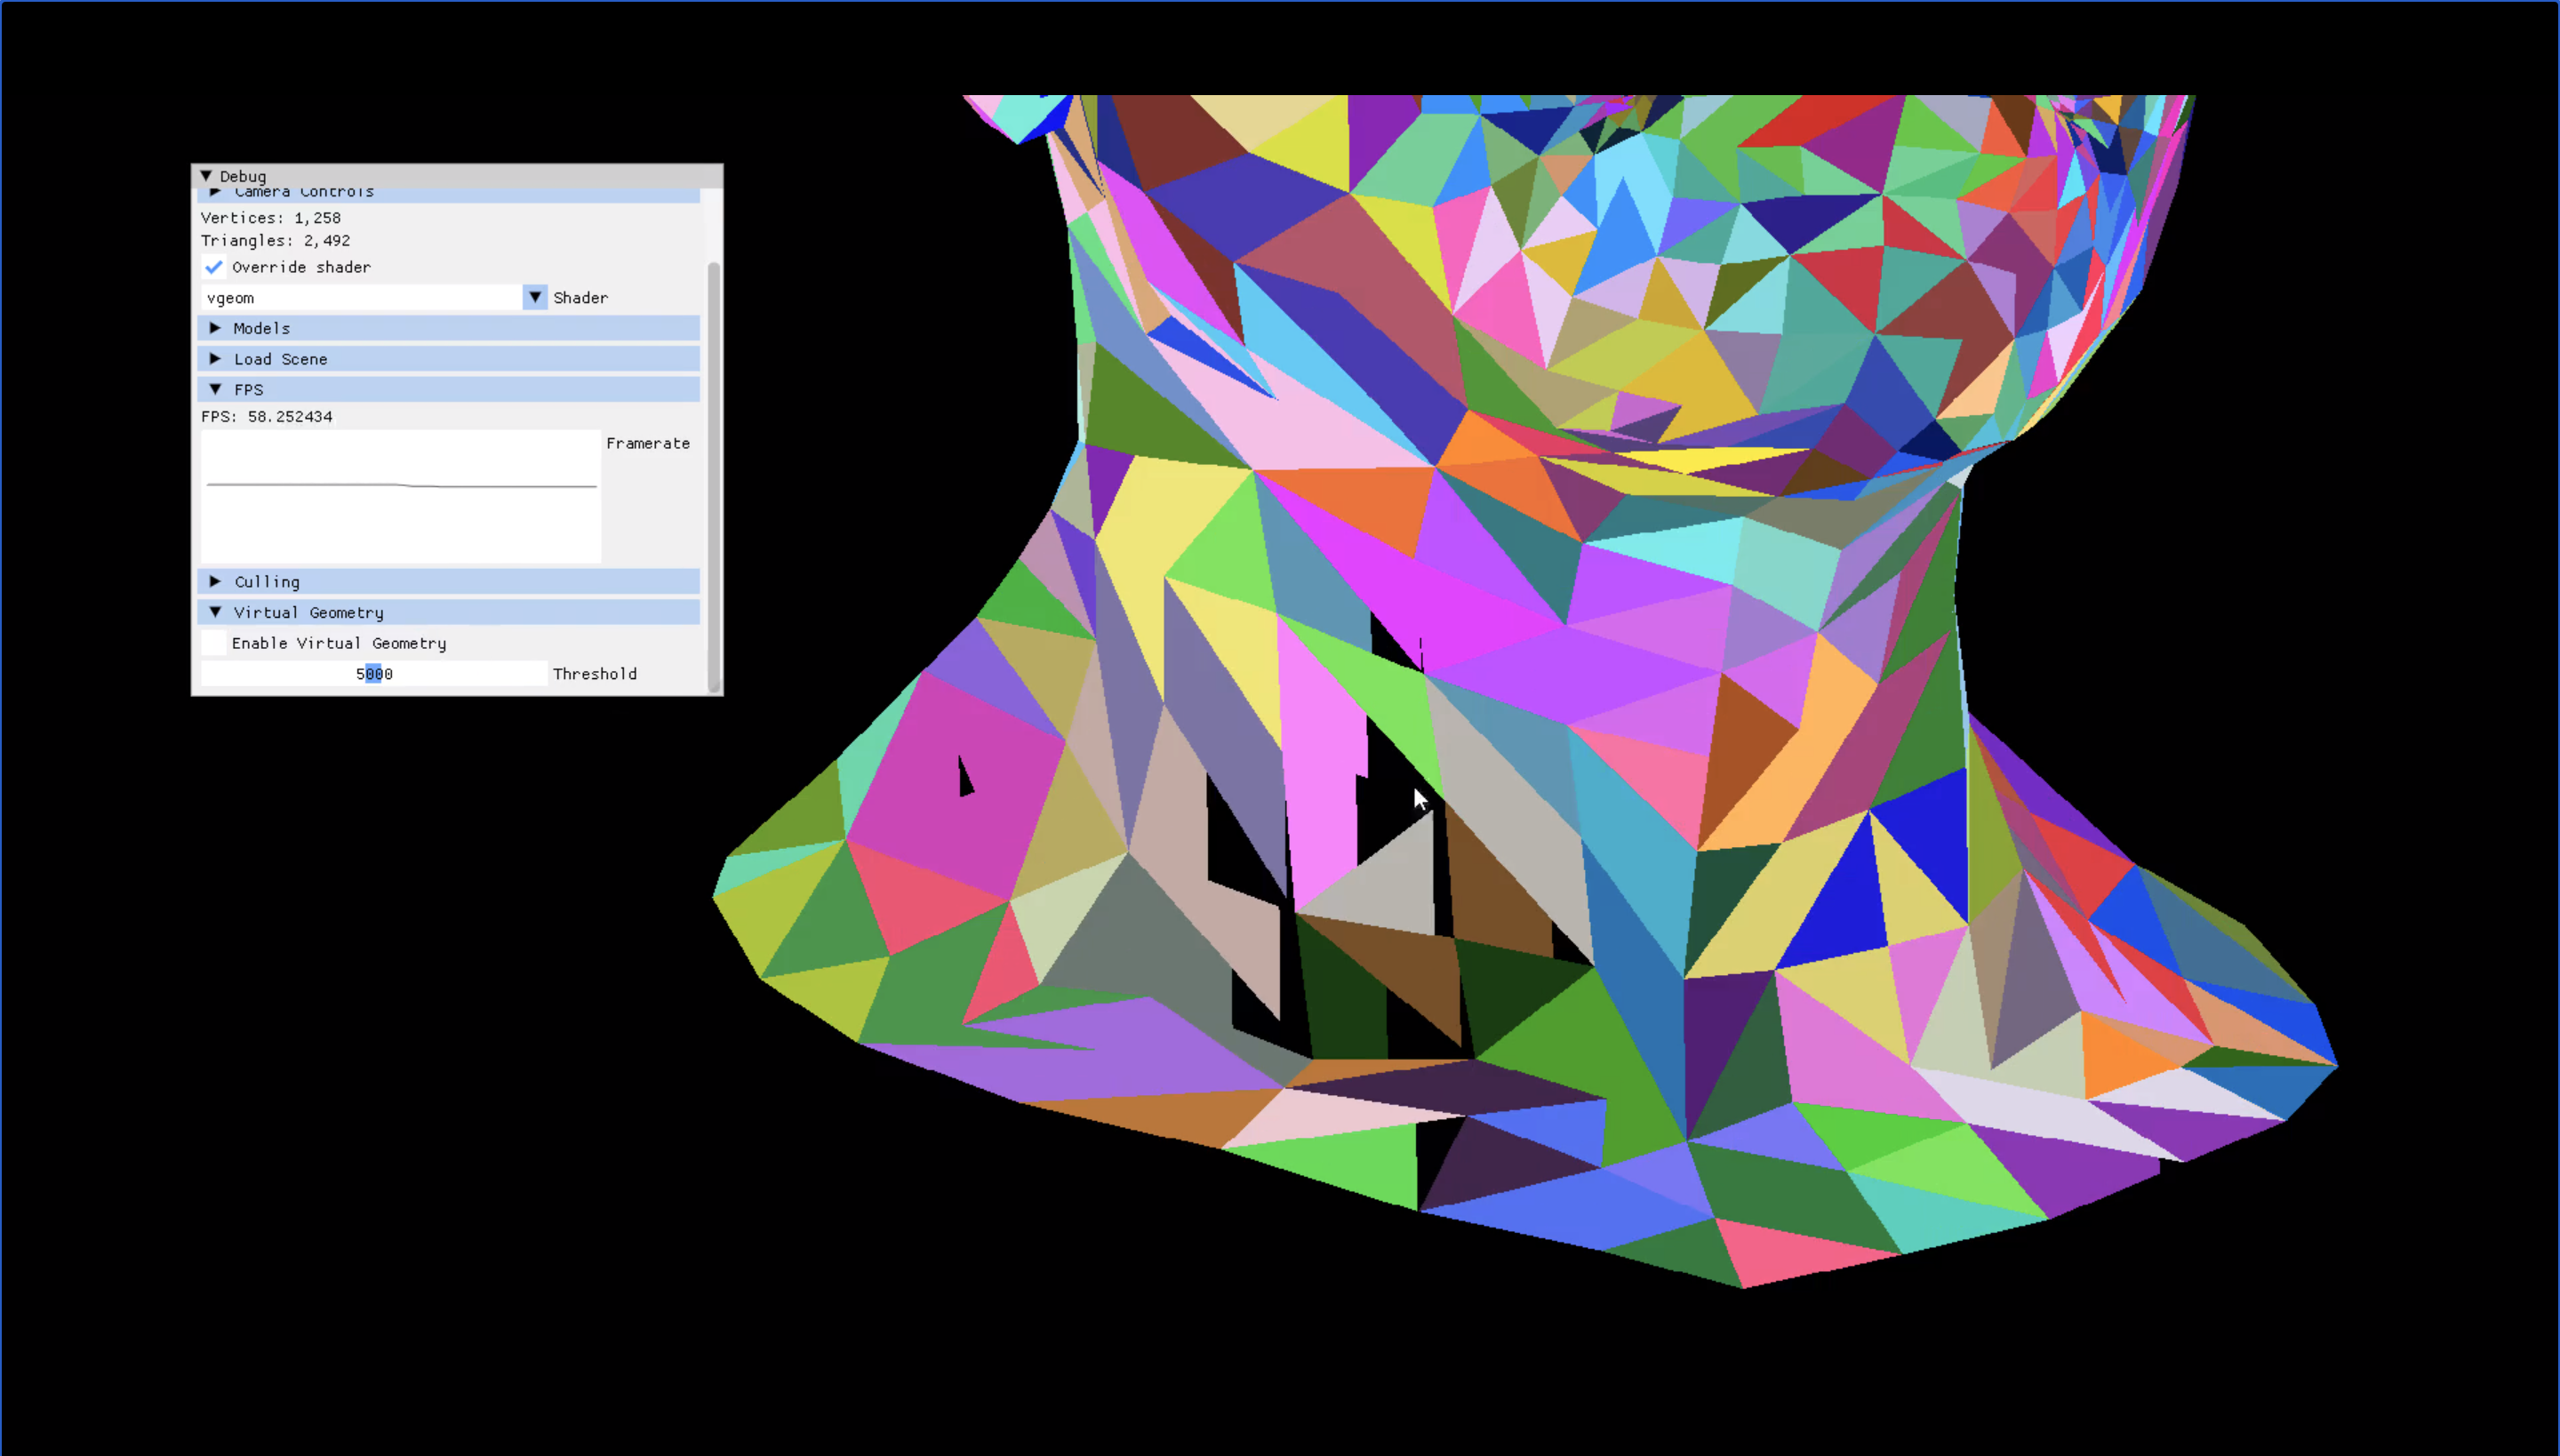 Debug
Camera Controls
Vertices: 1,258
Triangles: 2,492
Override shader
vgeom Shader
Models
Load Scene
FPS
FPS: 58.252434
Framerate
Culling
Virtual Geometry
Enable Virtual Geometry
5000 Threshold